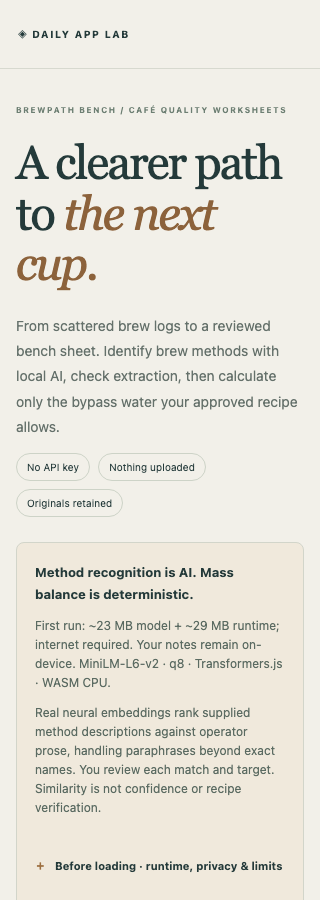 ◈ DAILY APP LAB
BREWPATH BENCH / CAFÉ QUALITY WORKSHEETS
A clearer path
to the next
cup.
From scattered brew logs to a reviewed
bench sheet. Identify brew methods with
local AI, check extraction, then calculate
only the bypass water your approved recipe
allows.
No API key
Nothing uploaded
Originals retained
Method recognition is AI. Mass
balance is deterministic.
First run: ~23 MB model + ~29 MB runtime;
internet required. Your notes remain on-
device. MiniLM-L6-v2 · q8 · Transformers.js
· WASM CPU.
Real neural embeddings rank supplied
method descriptions against operator
prose, handling paraphrases beyond exact
names. You review each match and target.
Similarity is not confidence or recipe
verification.
+ Before loading · runtime, privacy & limits